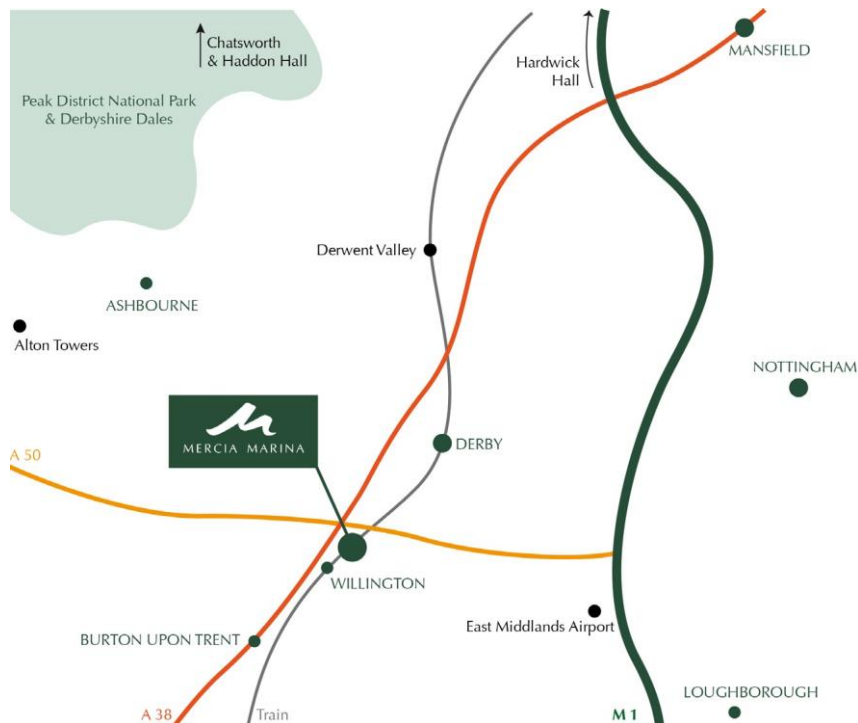 Chatsworth
& Haddon Hall
Peak District National Park
& Derbyshire Dales
Hardwick
Hall
MANSFIELD
Derwent Valley
ASHBOURNE
Alton Towers
NOTTINGHAM
MERCIA MARINA
DERBY
A 50
WILLINGTON
BURTON UPON TRENT
East Middlands Airport
LOUGHBOROUGH
A 38
Train
M 1